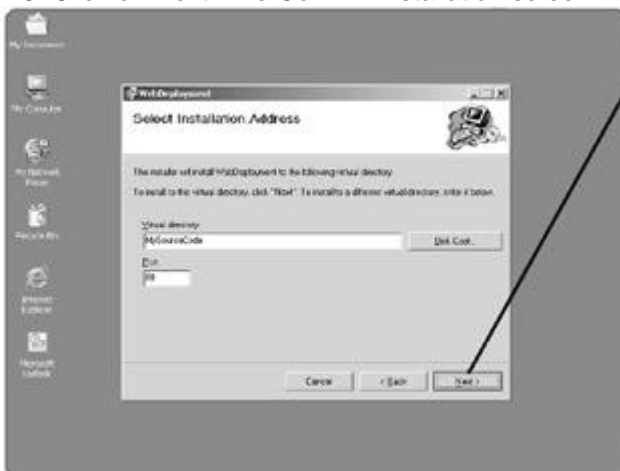 My Documents
My Computer
My Network
Places
Recycle Bin
Internet
Explorer
Microsoft
Outlook
WebDeployment
Select Installation Address
The installer will install WebDeployment to the following virtual directory.
To install to this virtual directory, click "Next". To install to a different virtual directory, enter it below.
Virtual directory:
MySourceCode
Disk Cost...
Port:
80
Cancel
< Back
Next >